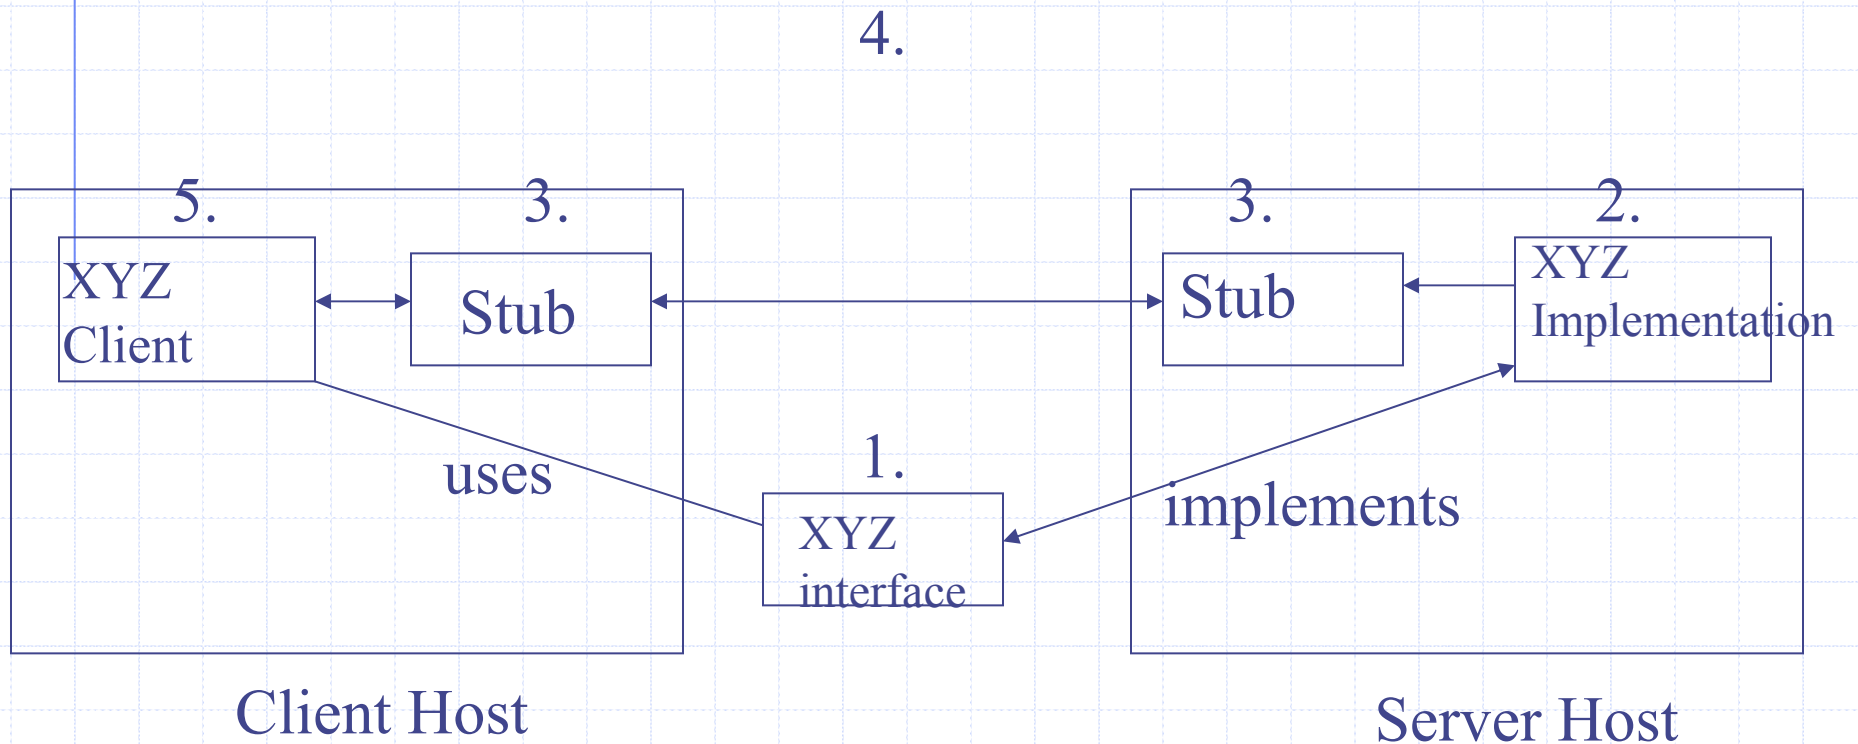 4.
5.
3.
3.
2.
XYZ
Client
Stub
Stub
XYZ
Implementation
uses
1.
implements
XYZ
interface
Client Host
Server Host